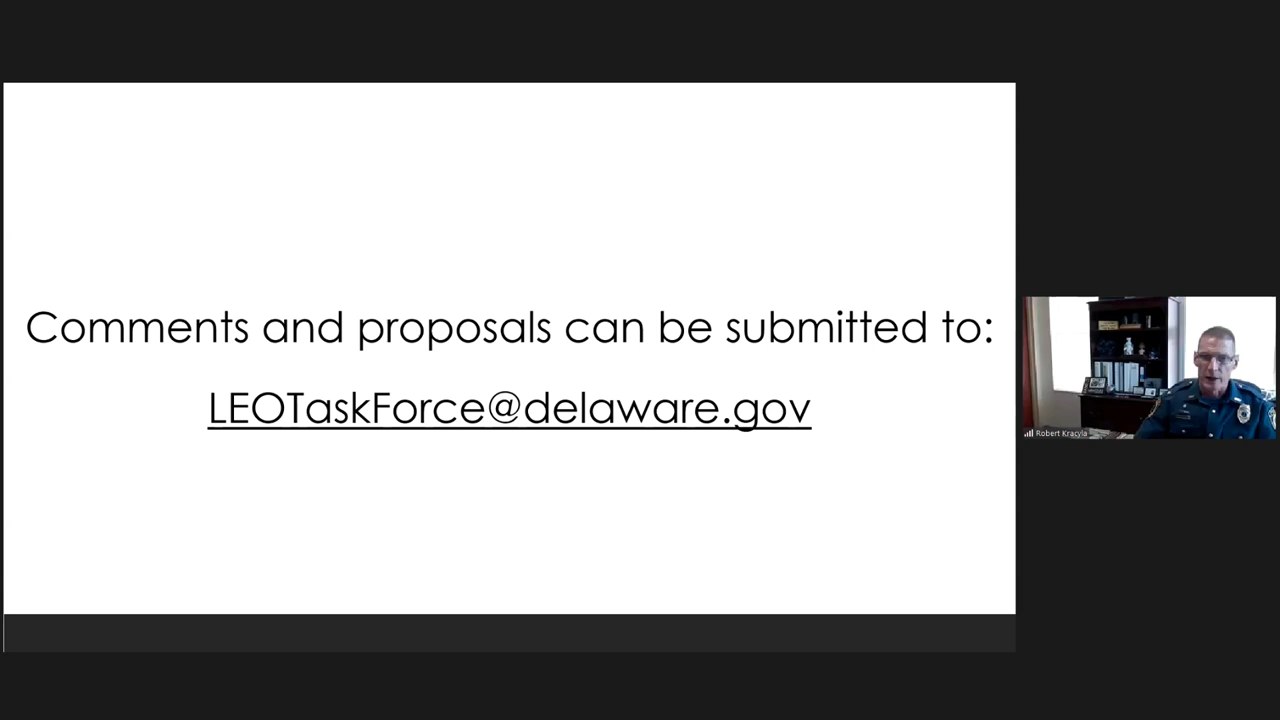 Comments and proposals can be submitted to:
LEOTaskForce@delaware.gov
Robert Kracyla